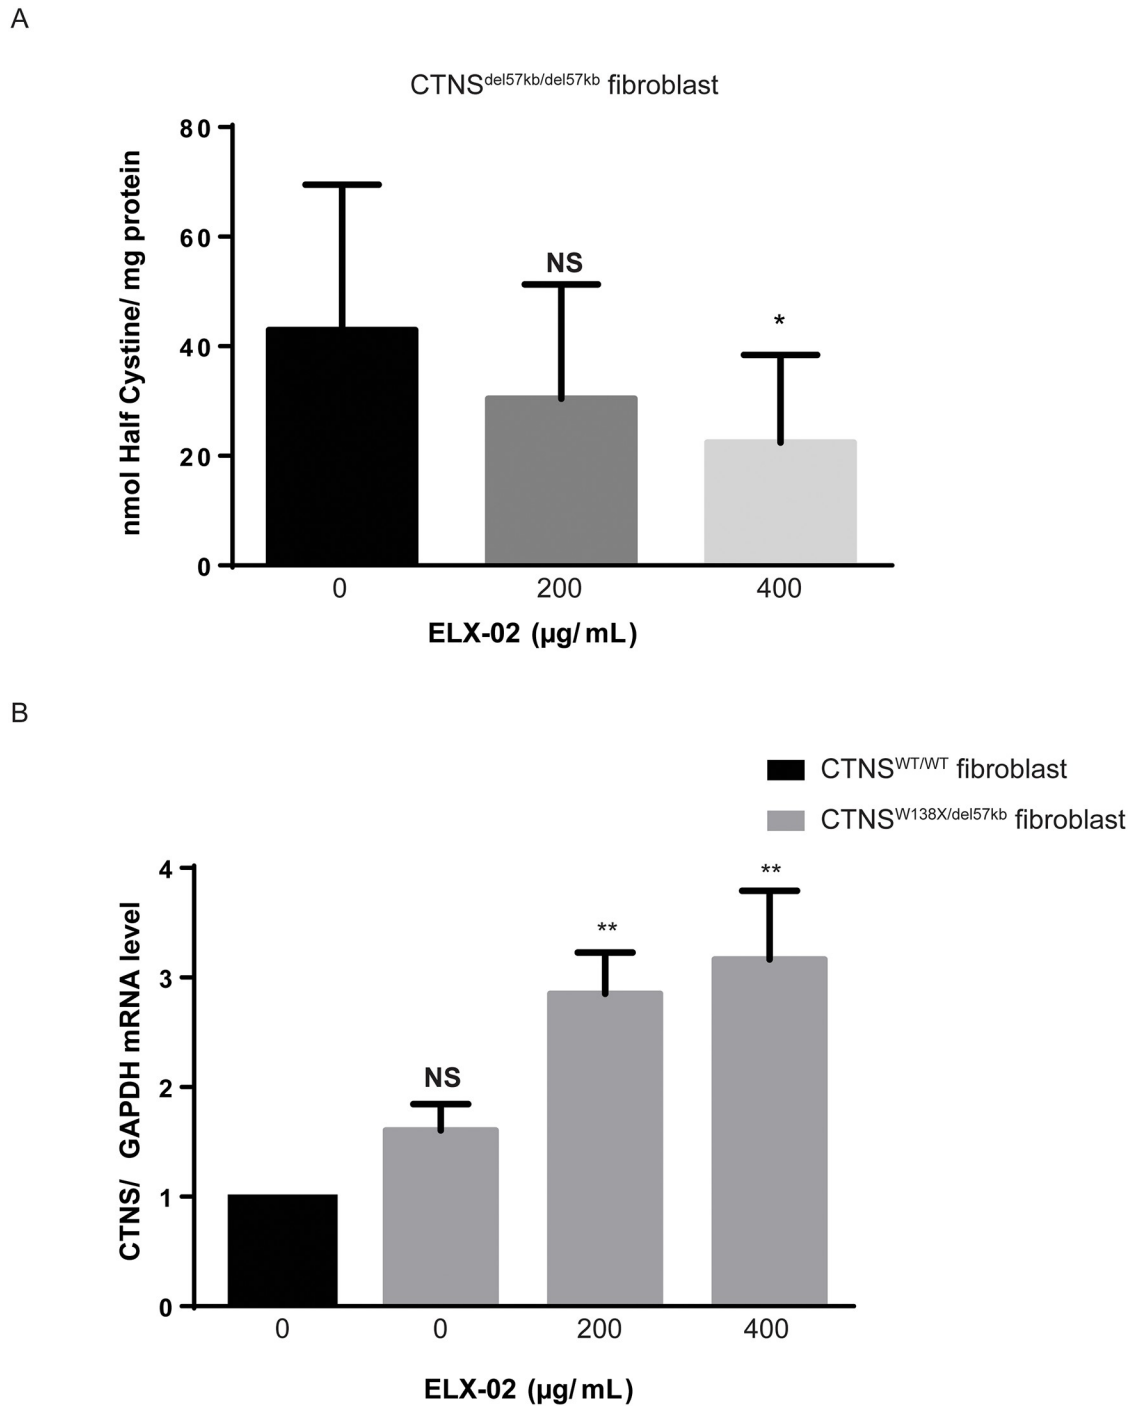 A
CTNSdel57kb/del57kb fibroblast
80
60
40
20
0
nmol Half Cystine/ mg protein
NS
*
0 200 400
ELX-02 (µg/mL)
B
CTNSWT/WT fibroblast
CTNSW138X/del57kb fibroblast
4
3
2
1
0
CTNS/ GAPDH mRNA level
NS
**
**
0 0 200 400
ELX-02 (µg/mL)